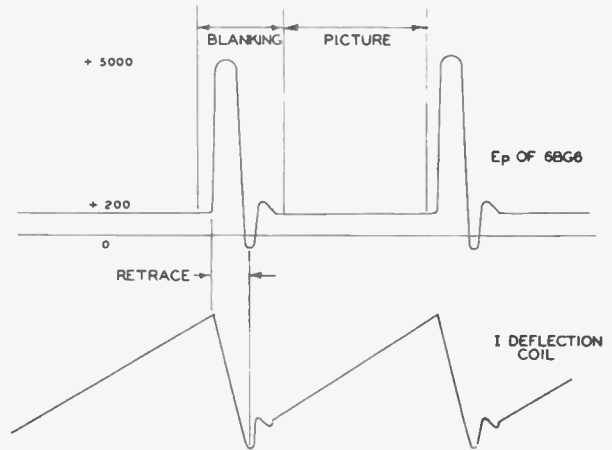 BLANKING
PICTURE
+ 5000
Ep OF 6BG6
+ 200
0
RETRACE
I DEFLECTION
COIL